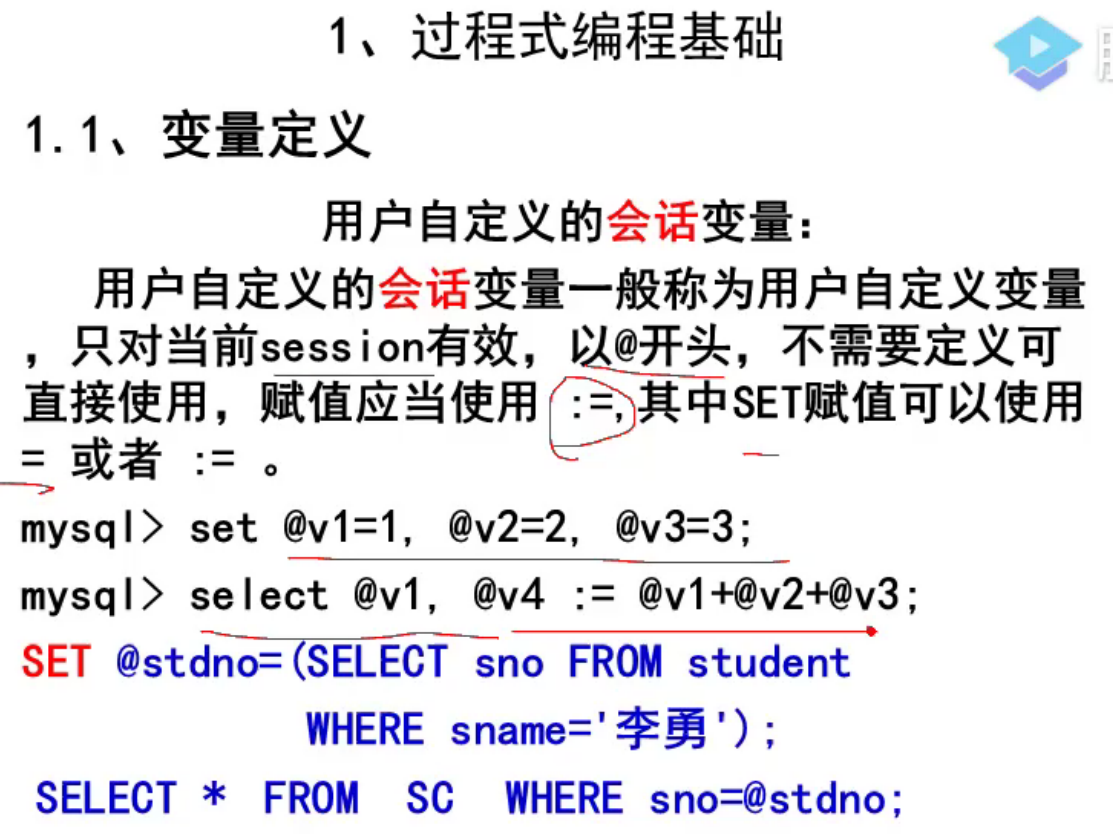 1、过程式编程基础
1.1、变量定义
用户自定义的会话变量：
用户自定义的会话变量一般称为用户自定义变量
，只对当前session有效，以@开头，不需要定义可
直接使用，赋值应当使用 :=,其中SET赋值可以使用
= 或者 := 。
mysql> set @v1=1, @v2=2, @v3=3;
mysql> select @v1, @v4 := @v1+@v2+@v3;
SET @stdno=(SELECT sno FROM student
WHERE sname='李勇');
SELECT * FROM SC WHERE sno=@stdno;